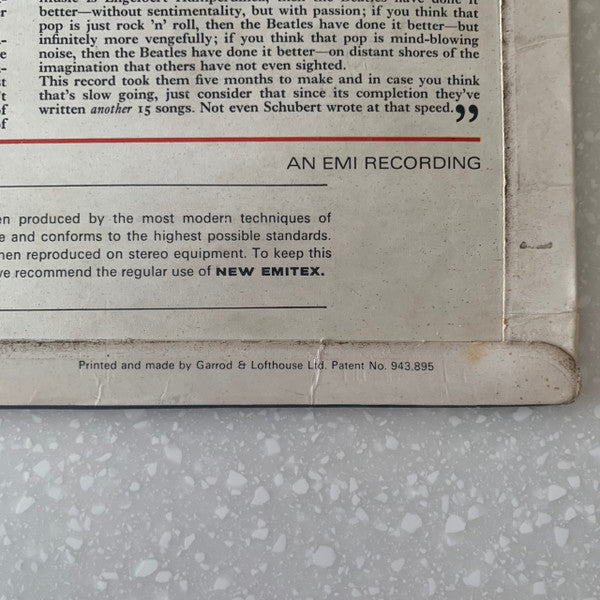 better—without sentimentality, but with passion; if you think that
pop is just rock 'n' roll, then the Beatles have done it better—but
infinitely more vengefully; if you think that pop is mind-blowing
noise, then the Beatles have done it better—on distant shores of the
imagination that others have not even sighted.
This record took them five months to make and in case you think
that's slow going, just consider that since its completion they've
written another 15 songs. Not even Schubert wrote at that speed.”
AN EMI RECORDING
en produced by the most modern techniques of
e and conforms to the highest possible standards.
hen reproduced on stereo equipment. To keep this
ve recommend the regular use of NEW EMITEX.
Printed and made by Garrod & Lofthouse Ltd. Patent No. 943.895